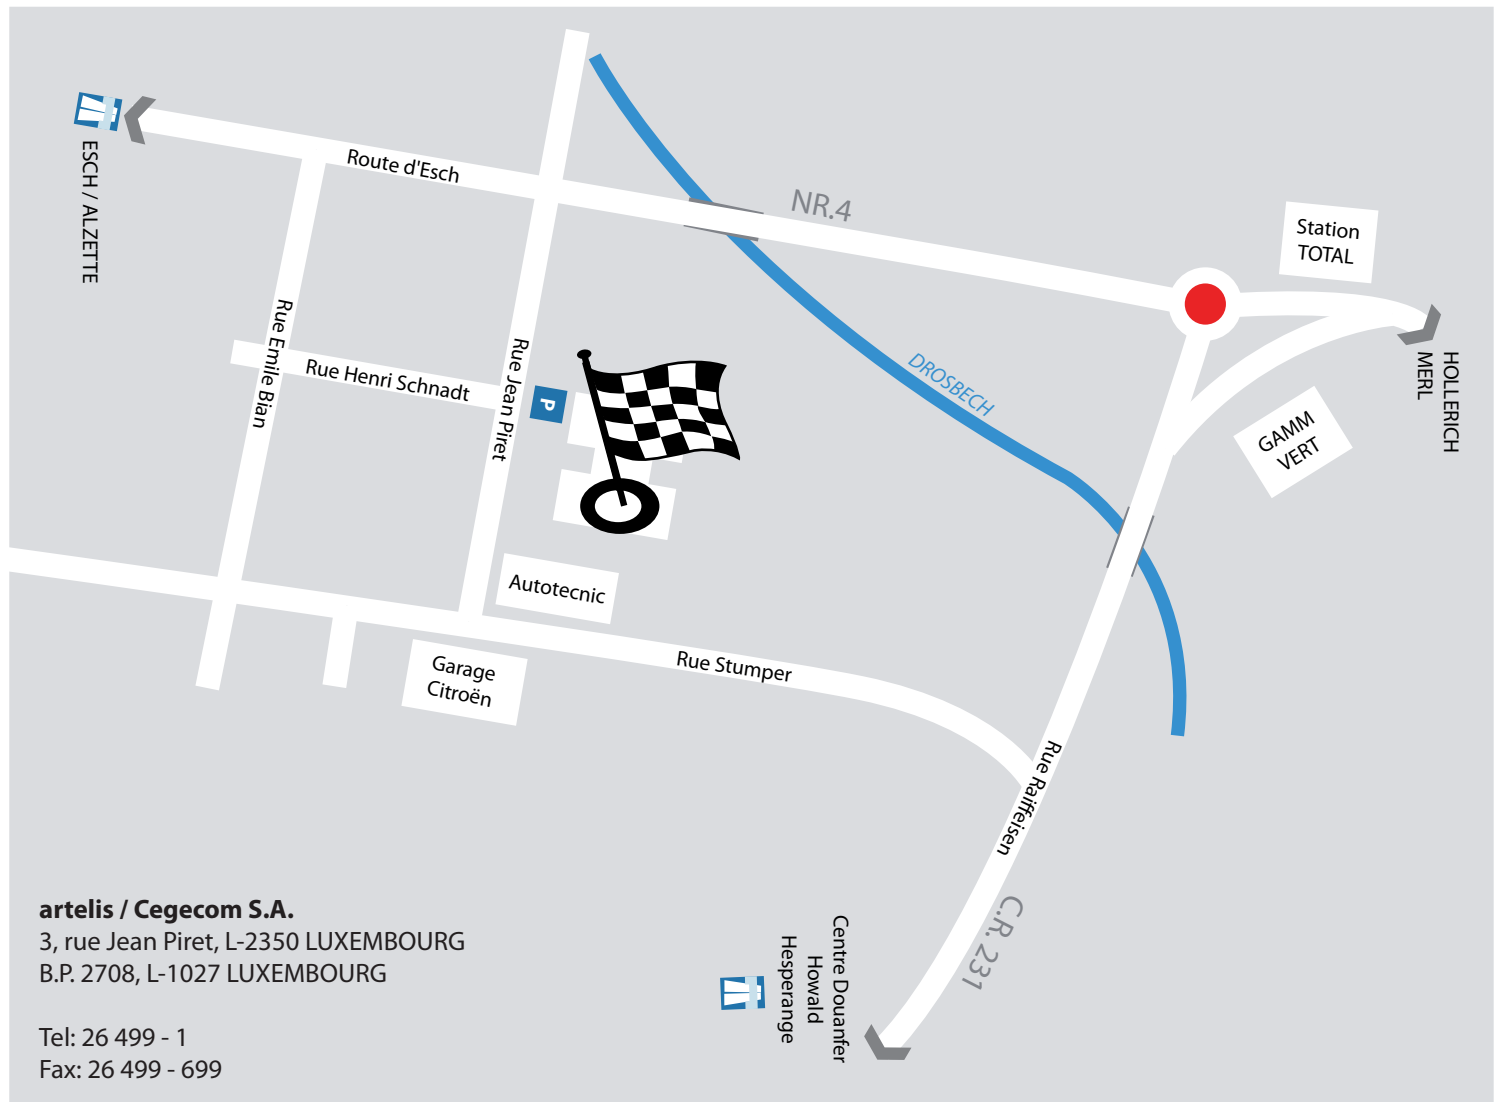 ESCH / ALZETTE
Route d'Esch
NR.4
Station
TOTAL
HOLLERICH
MERL
GAMM
VERT
DROSBECH
Rue Emile Bian
Rue Henri Schnadt
Rue Jean Piret
P
Autotecnic
Garage
Citroën
Rue Stumper
Rue Raiffeisen
C.R. 231
Centre Douanfer
Howald
Hesperange
artelis / Cegecom S.A.
3, rue Jean Piret, L-2350 LUXEMBOURG
B.P. 2708, L-1027 LUXEMBOURG
Tel: 26 499 - 1
Fax: 26 499 - 699